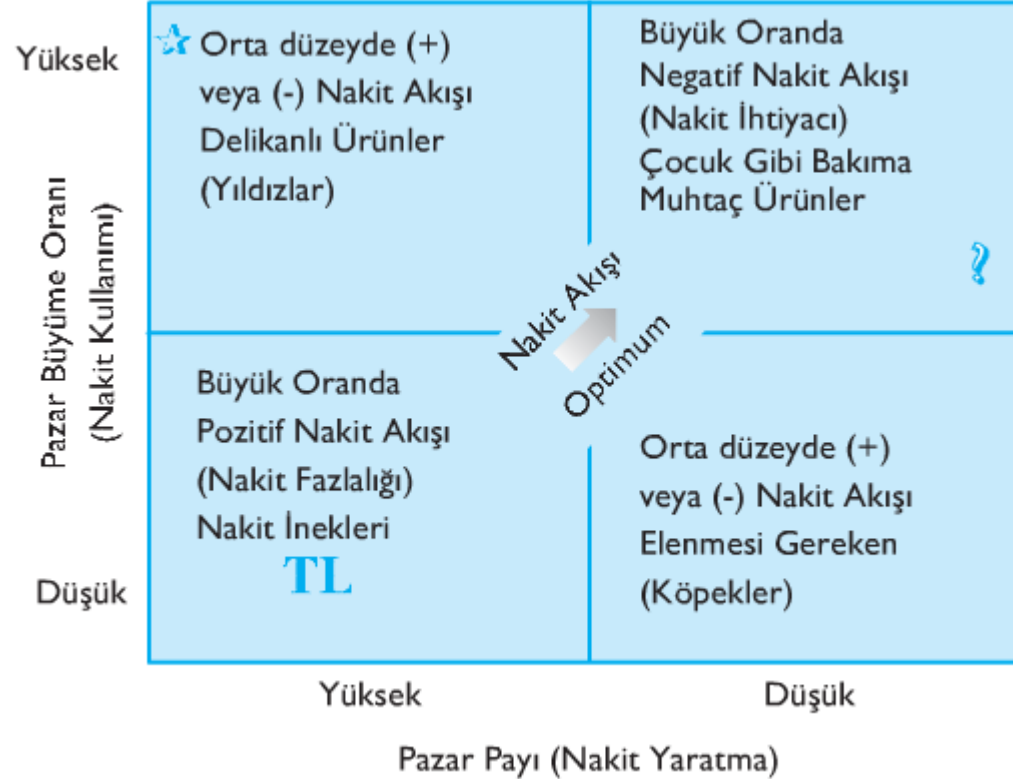 Yüksek
Orta düzeyde (+)
veya (-) Nakit Akışı
Delikanlı Ürünler
(Yıldızlar)
Büyük Oranda
Negatif Nakit Akışı
(Nakit İhtiyacı)
Çocuk Gibi Bakıma
Muhtaç Ürünler
?
Pazar Büyüme Oranı
(Nakit Kullanımı)
Nakit Akışı
Optimum
Büyük Oranda
Pozitif Nakit Akışı
(Nakit Fazlalığı)
Nakit İnekleri
TL
Orta düzeyde (+)
veya (-) Nakit Akışı
Elenmesi Gereken
(Köpekler)
Düşük
Yüksek
Düşük
Pazar Payı (Nakit Yaratma)